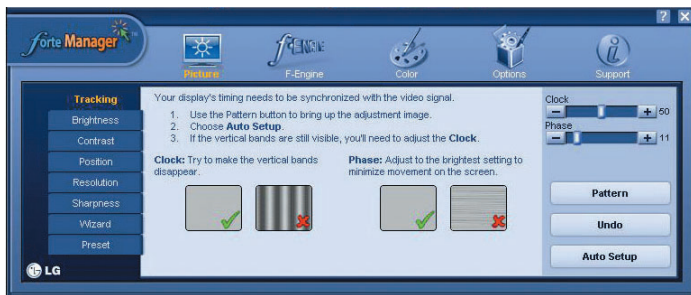 forte Manager™
Picture
F-Engine
F-Engine
Color
Options
Support
Tracking
Brightness
Contrast
Position
Resolution
Sharpness
Wizard
Preset
LG
Your display's timing needs to be synchronized with the video signal.
1. Use the Pattern button to bring up the adjustment image.
2. Choose Auto Setup.
3. If the vertical bands are still visible, you'll need to adjust the Clock.
Clock: Try to make the vertical bands
disappear.
Phase: Adjust to the brightest setting to
minimize movement on the screen.
Clock
50
Phase
11
Pattern
Undo
Auto Setup